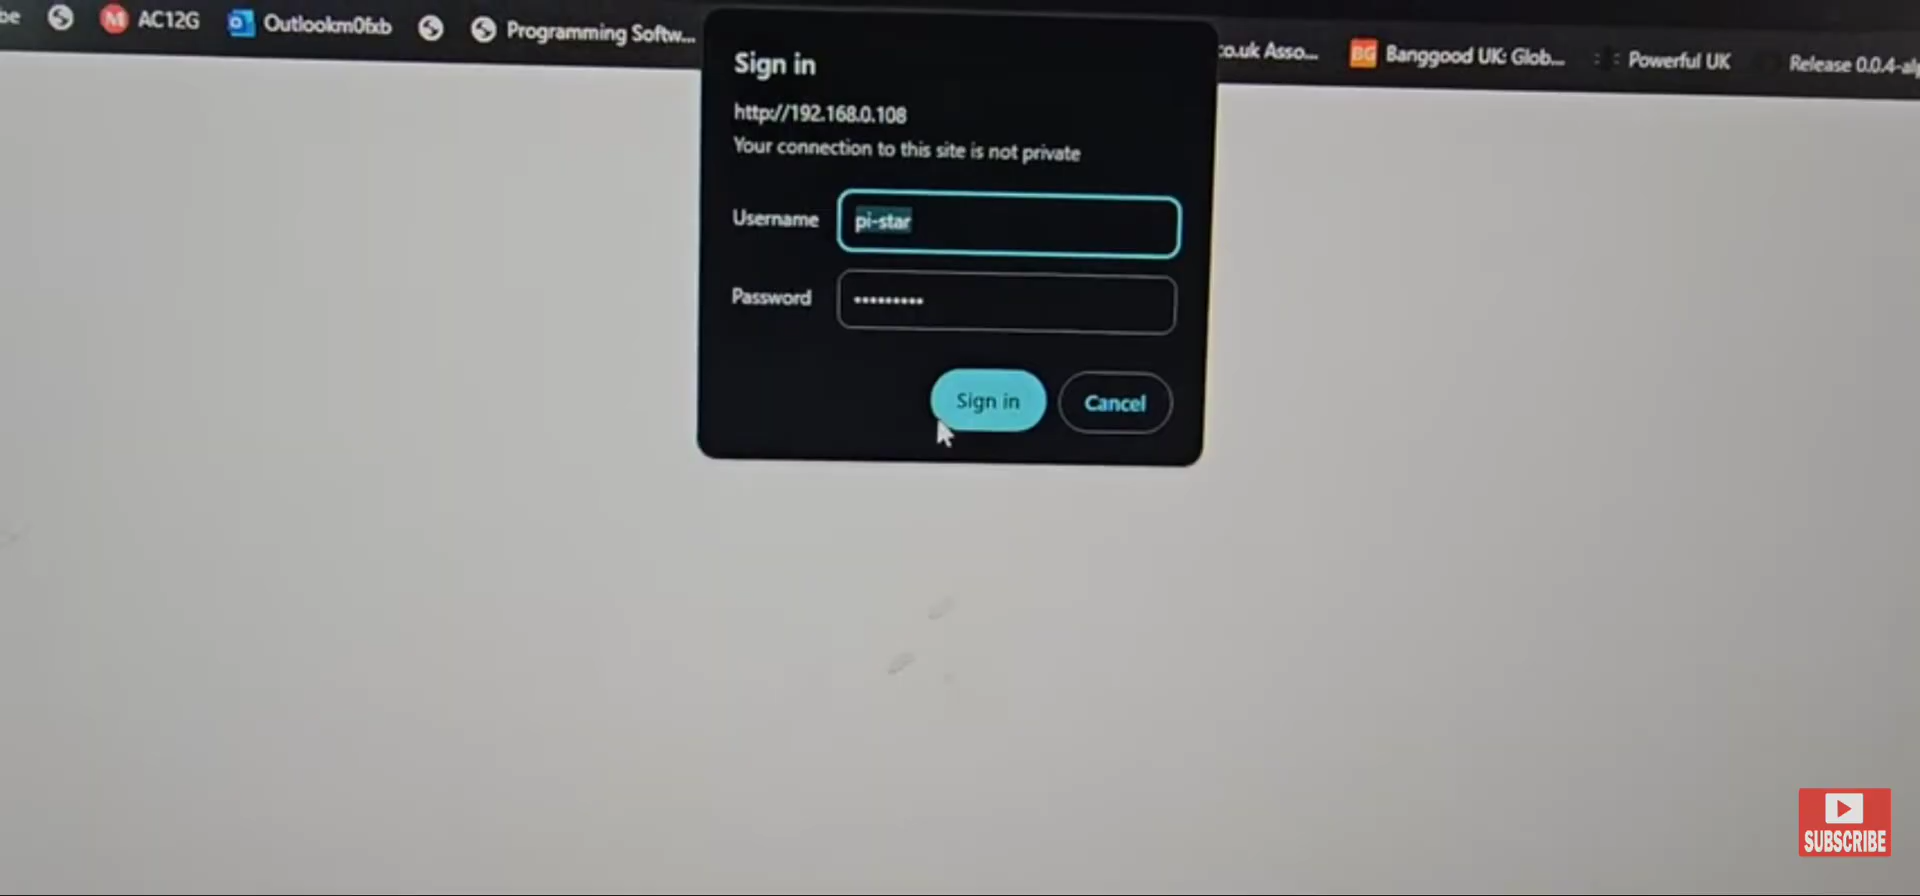 be
AC12G
Outlookm0fxb
Programming Softw...
co.uk Asso...
BG Banggood UK: Glob...
Powerful UK
Release 0.0.4-alp
Sign in
http://192.168.0.108
Your connection to this site is not private
Username
pi-star
Password
Sign in
Cancel
SUBSCRIBE